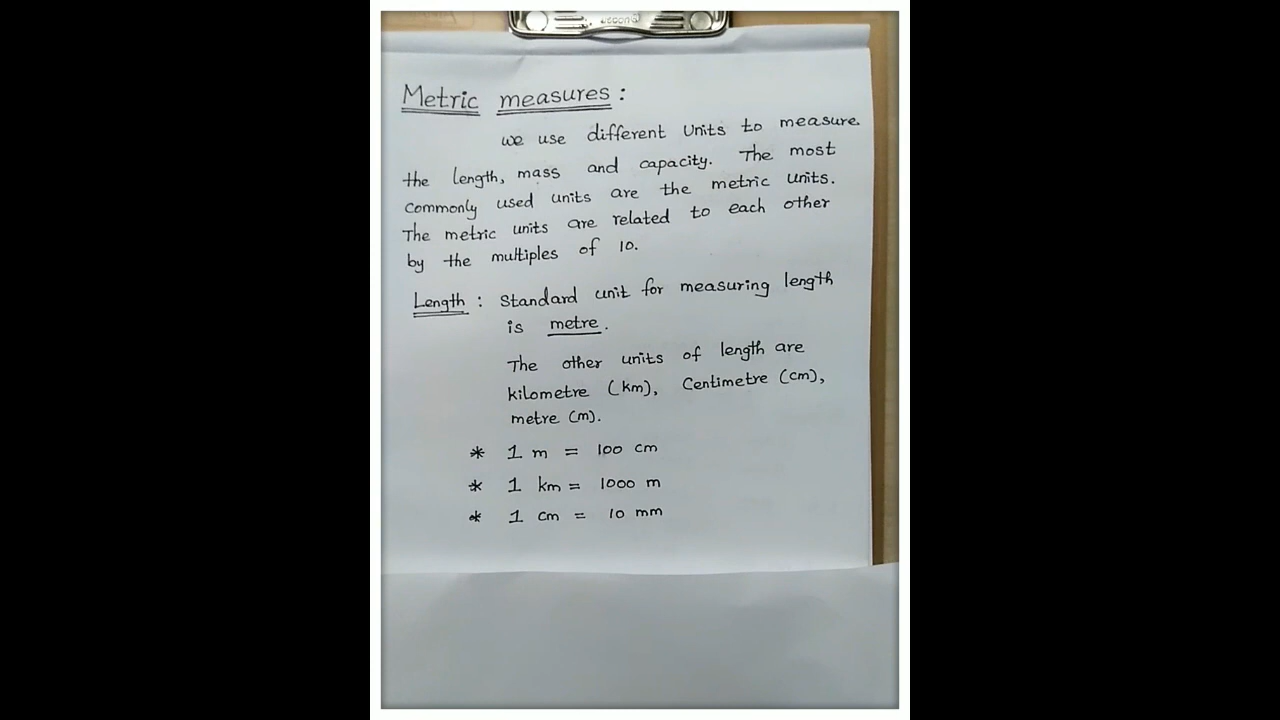 Metric measures :
we use different Units to measure.
the length, mass and capacity. The most
commonly used units are the metric units.
The metric units are related to each other
by the multiples of 10.
Length : Standard unit for measuring length
is metre.
The other units of length are
kilometre (km), Centimetre (cm),
metre (m).
* 1 m = 100 cm
* 1 km = 1000 m
* 1 cm = 10 mm